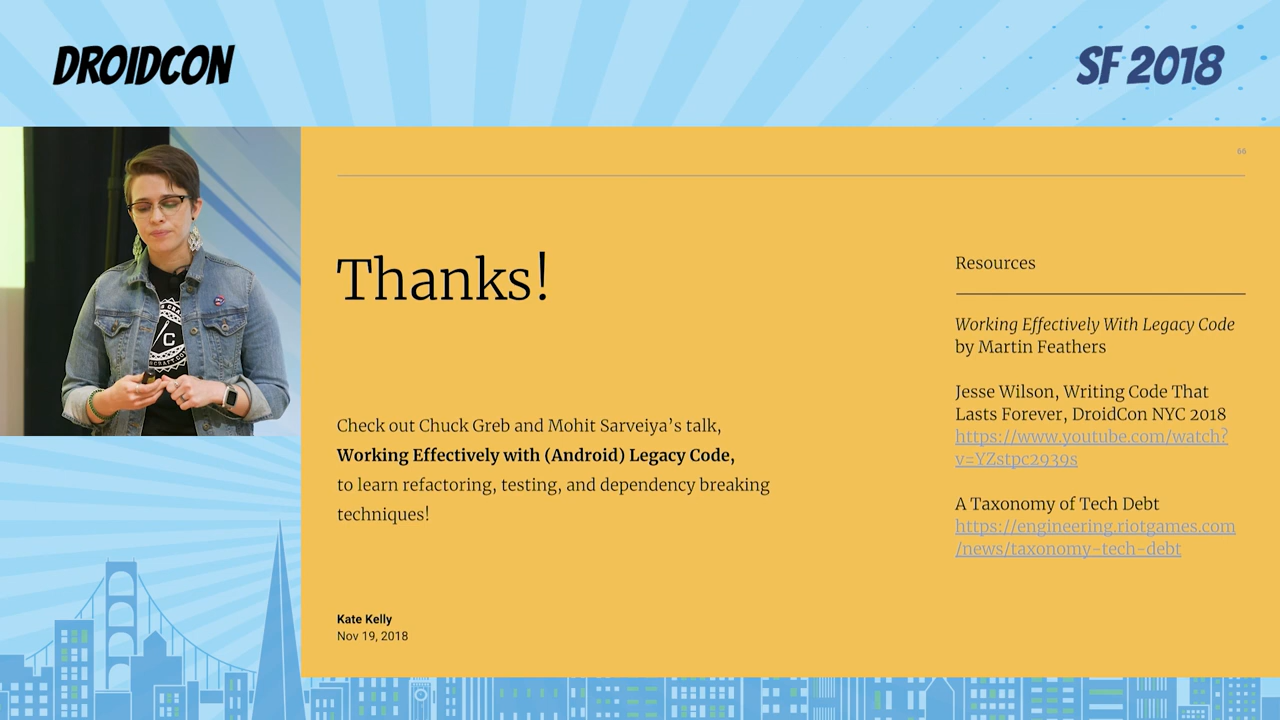 DROIDCON
SF 2018
66
Thanks!
Check out Chuck Greb and Mohit Sarveiya’s talk,
Working Effectively with (Android) Legacy Code,
to learn refactoring, testing, and dependency breaking
techniques!
Kate Kelly
Nov 19, 2018
Resources
Working Effectively With Legacy Code
by Martin Feathers
Jesse Wilson, Writing Code That
Lasts Forever, DroidCon NYC 2018
https://www.youtube.com/watch?
v=YZstpc2939s
A Taxonomy of Tech Debt
https://engineering.riotgames.com
/news/taxonomy-tech-debt